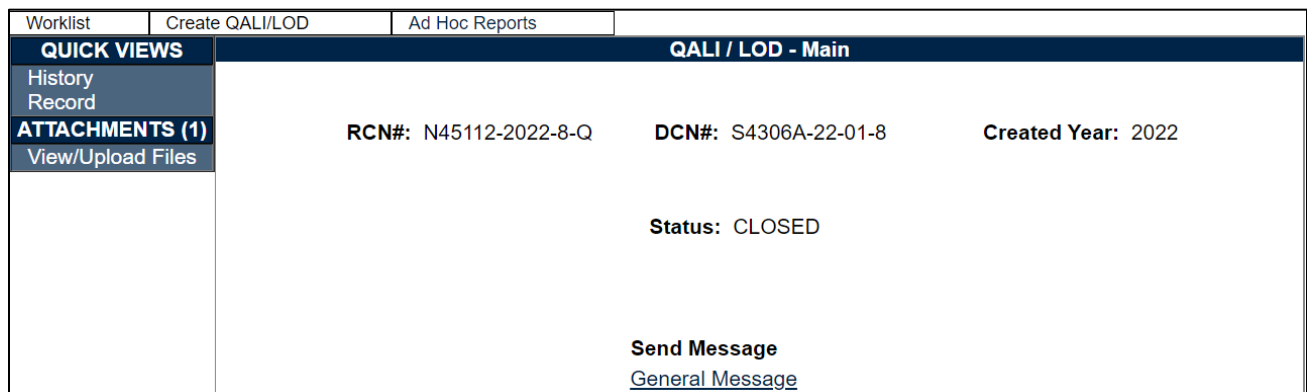 Worklist Create QALI/LOD Ad Hoc Reports
QUICK VIEWS
History
Record
ATTACHMENTS (1)
View/Upload Files
QALI / LOD - Main
RCN#: N45112-2022-8-Q DCN#: S4306A-22-01-8 Created Year: 2022
Status: CLOSED
Send Message
General Message